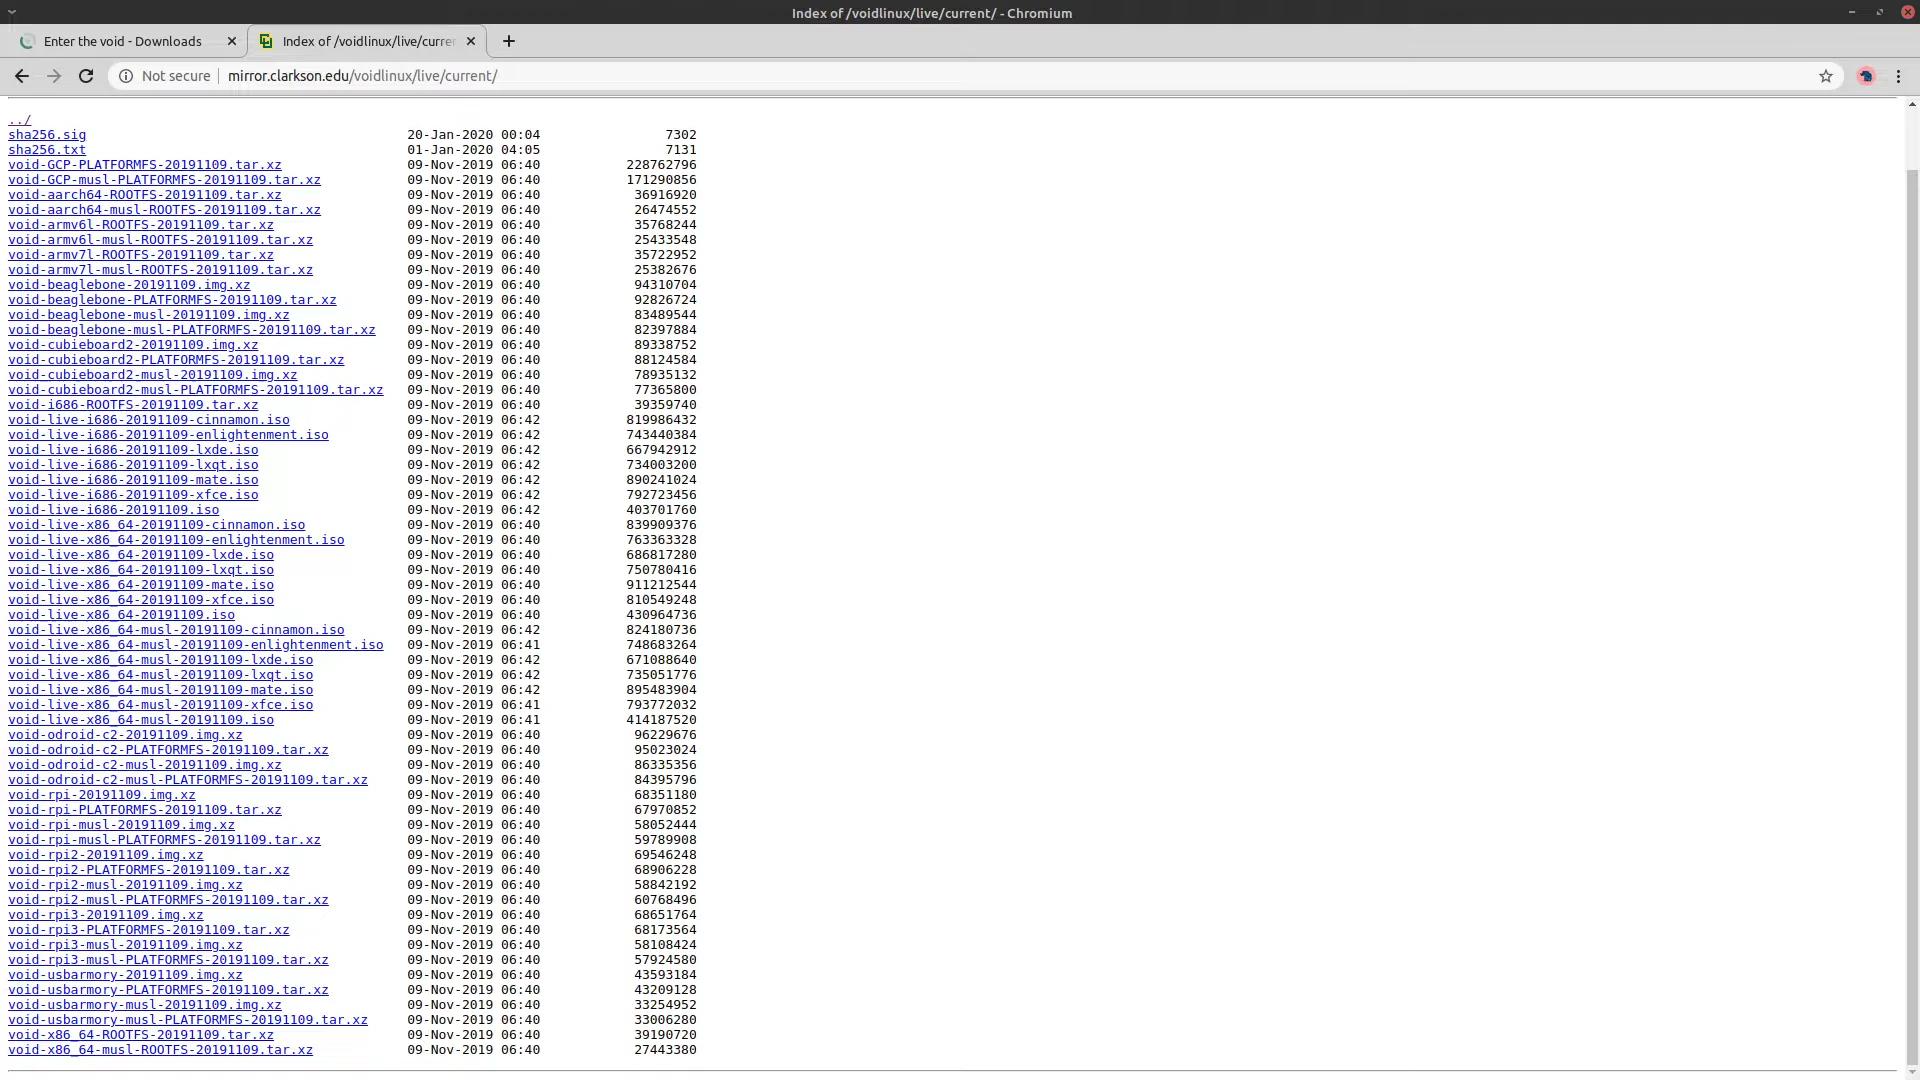 Index of /voidlinux/live/current/ - Chromium
Enter the void - Downloads
Index of /voidlinux/live/curre
Not secure
mirror.clarkson.edu/voidlinux/live/current/
../
sha256.sig 20-Jan-2020 00:04 7302
sha256.txt 01-Jan-2020 04:05 7131
void-GCP-PLATFORMFS-20191109.tar.xz 09-Nov-2019 06:40 228762796
void-GCP-musl-PLATFORMFS-20191109.tar.xz 09-Nov-2019 06:40 171290856
void-aarch64-ROOTFS-20191109.tar.xz 09-Nov-2019 06:40 36916920
void-aarch64-musl-ROOTFS-20191109.tar.xz 09-Nov-2019 06:40 26474552
void-armv6l-ROOTFS-20191109.tar.xz 09-Nov-2019 06:40 35768244
void-armv6l-musl-ROOTFS-20191109.tar.xz 09-Nov-2019 06:40 25433548
void-armv7l-ROOTFS-20191109.tar.xz 09-Nov-2019 06:40 35722952
void-armv7l-musl-ROOTFS-20191109.tar.xz 09-Nov-2019 06:40 25382676
void-beaglebone-20191109.img.xz 09-Nov-2019 06:40 94310704
void-beaglebone-PLATFORMFS-20191109.tar.xz 09-Nov-2019 06:40 92826724
void-beaglebone-musl-20191109.img.xz 09-Nov-2019 06:40 83489544
void-beaglebone-musl-PLATFORMFS-20191109.tar.xz 09-Nov-2019 06:40 82397884
void-cubieboard2-20191109.img.xz 09-Nov-2019 06:40 89338752
void-cubieboard2-PLATFORMFS-20191109.tar.xz 09-Nov-2019 06:40 88124584
void-cubieboard2-musl-20191109.img.xz 09-Nov-2019 06:40 78935132
void-cubieboard2-musl-PLATFORMFS-20191109.tar.xz 09-Nov-2019 06:40 77365800
void-i686-ROOTFS-20191109.tar.xz 09-Nov-2019 06:40 39359740
void-live-i686-20191109-cinnamon.iso 09-Nov-2019 06:42 819986432
void-live-i686-20191109-enlightenment.iso 09-Nov-2019 06:42 743440384
void-live-i686-20191109-lxde.iso 09-Nov-2019 06:42 667942912
void-live-i686-20191109-lxqt.iso 09-Nov-2019 06:42 734003200
void-live-i686-20191109-mate.iso 09-Nov-2019 06:42 890241024
void-live-i686-20191109-xfce.iso 09-Nov-2019 06:42 792723456
void-live-i686-20191109.iso 09-Nov-2019 06:42 403701760
void-live-x86_64-20191109-cinnamon.iso 09-Nov-2019 06:40 839909376
void-live-x86_64-20191109-enlightenment.iso 09-Nov-2019 06:40 763363328
void-live-x86_64-20191109-lxde.iso 09-Nov-2019 06:40 686817280
void-live-x86_64-20191109-lxqt.iso 09-Nov-2019 06:40 750780416
void-live-x86_64-20191109-mate.iso 09-Nov-2019 06:40 911212544
void-live-x86_64-20191109-xfce.iso 09-Nov-2019 06:40 810549248
void-live-x86_64-20191109.iso 09-Nov-2019 06:40 430964736
void-live-x86_64-musl-20191109-cinnamon.iso 09-Nov-2019 06:42 824180736
void-live-x86_64-musl-20191109-enlightenment.iso 09-Nov-2019 06:41 748683264
void-live-x86_64-musl-20191109-lxde.iso 09-Nov-2019 06:42 671088640
void-live-x86_64-musl-20191109-lxqt.iso 09-Nov-2019 06:42 735051776
void-live-x86_64-musl-20191109-mate.iso 09-Nov-2019 06:42 895483904
void-live-x86_64-musl-20191109-xfce.iso 09-Nov-2019 06:41 793772032
void-live-x86_64-musl-20191109.iso 09-Nov-2019 06:41 414187520
void-odroid-c2-20191109.img.xz 09-Nov-2019 06:40 96229676
void-odroid-c2-PLATFORMFS-20191109.tar.xz 09-Nov-2019 06:40 95023024
void-odroid-c2-musl-20191109.img.xz 09-Nov-2019 06:40 86335356
void-odroid-c2-musl-PLATFORMFS-20191109.tar.xz 09-Nov-2019 06:40 84395796
void-rpi-20191109.img.xz 09-Nov-2019 06:40 68351180
void-rpi-PLATFORMFS-20191109.tar.xz 09-Nov-2019 06:40 67970852
void-rpi-musl-20191109.img.xz 09-Nov-2019 06:40 58052444
void-rpi-musl-PLATFORMFS-20191109.tar.xz 09-Nov-2019 06:40 59789908
void-rpi2-20191109.img.xz 09-Nov-2019 06:40 69546248
void-rpi2-PLATFORMFS-20191109.tar.xz 09-Nov-2019 06:40 68906228
void-rpi2-musl-20191109.img.xz 09-Nov-2019 06:40 58842192
void-rpi2-musl-PLATFORMFS-20191109.tar.xz 09-Nov-2019 06:40 60768496
void-rpi3-20191109.img.xz 09-Nov-2019 06:40 68651764
void-rpi3-PLATFORMFS-20191109.tar.xz 09-Nov-2019 06:40 68173564
void-rpi3-musl-20191109.img.xz 09-Nov-2019 06:40 58108424
void-rpi3-musl-PLATFORMFS-20191109.tar.xz 09-Nov-2019 06:40 57924580
void-usbarmory-20191109.img.xz 09-Nov-2019 06:40 43593184
void-usbarmory-PLATFORMFS-20191109.tar.xz 09-Nov-2019 06:40 43209128
void-usbarmory-musl-20191109.img.xz 09-Nov-2019 06:40 33254952
void-usbarmory-musl-PLATFORMFS-20191109.tar.xz 09-Nov-2019 06:40 33006280
void-x86_64-ROOTFS-20191109.tar.xz 09-Nov-2019 06:40 39190720
void-x86_64-musl-ROOTFS-20191109.tar.xz 09-Nov-2019 06:40 27443380